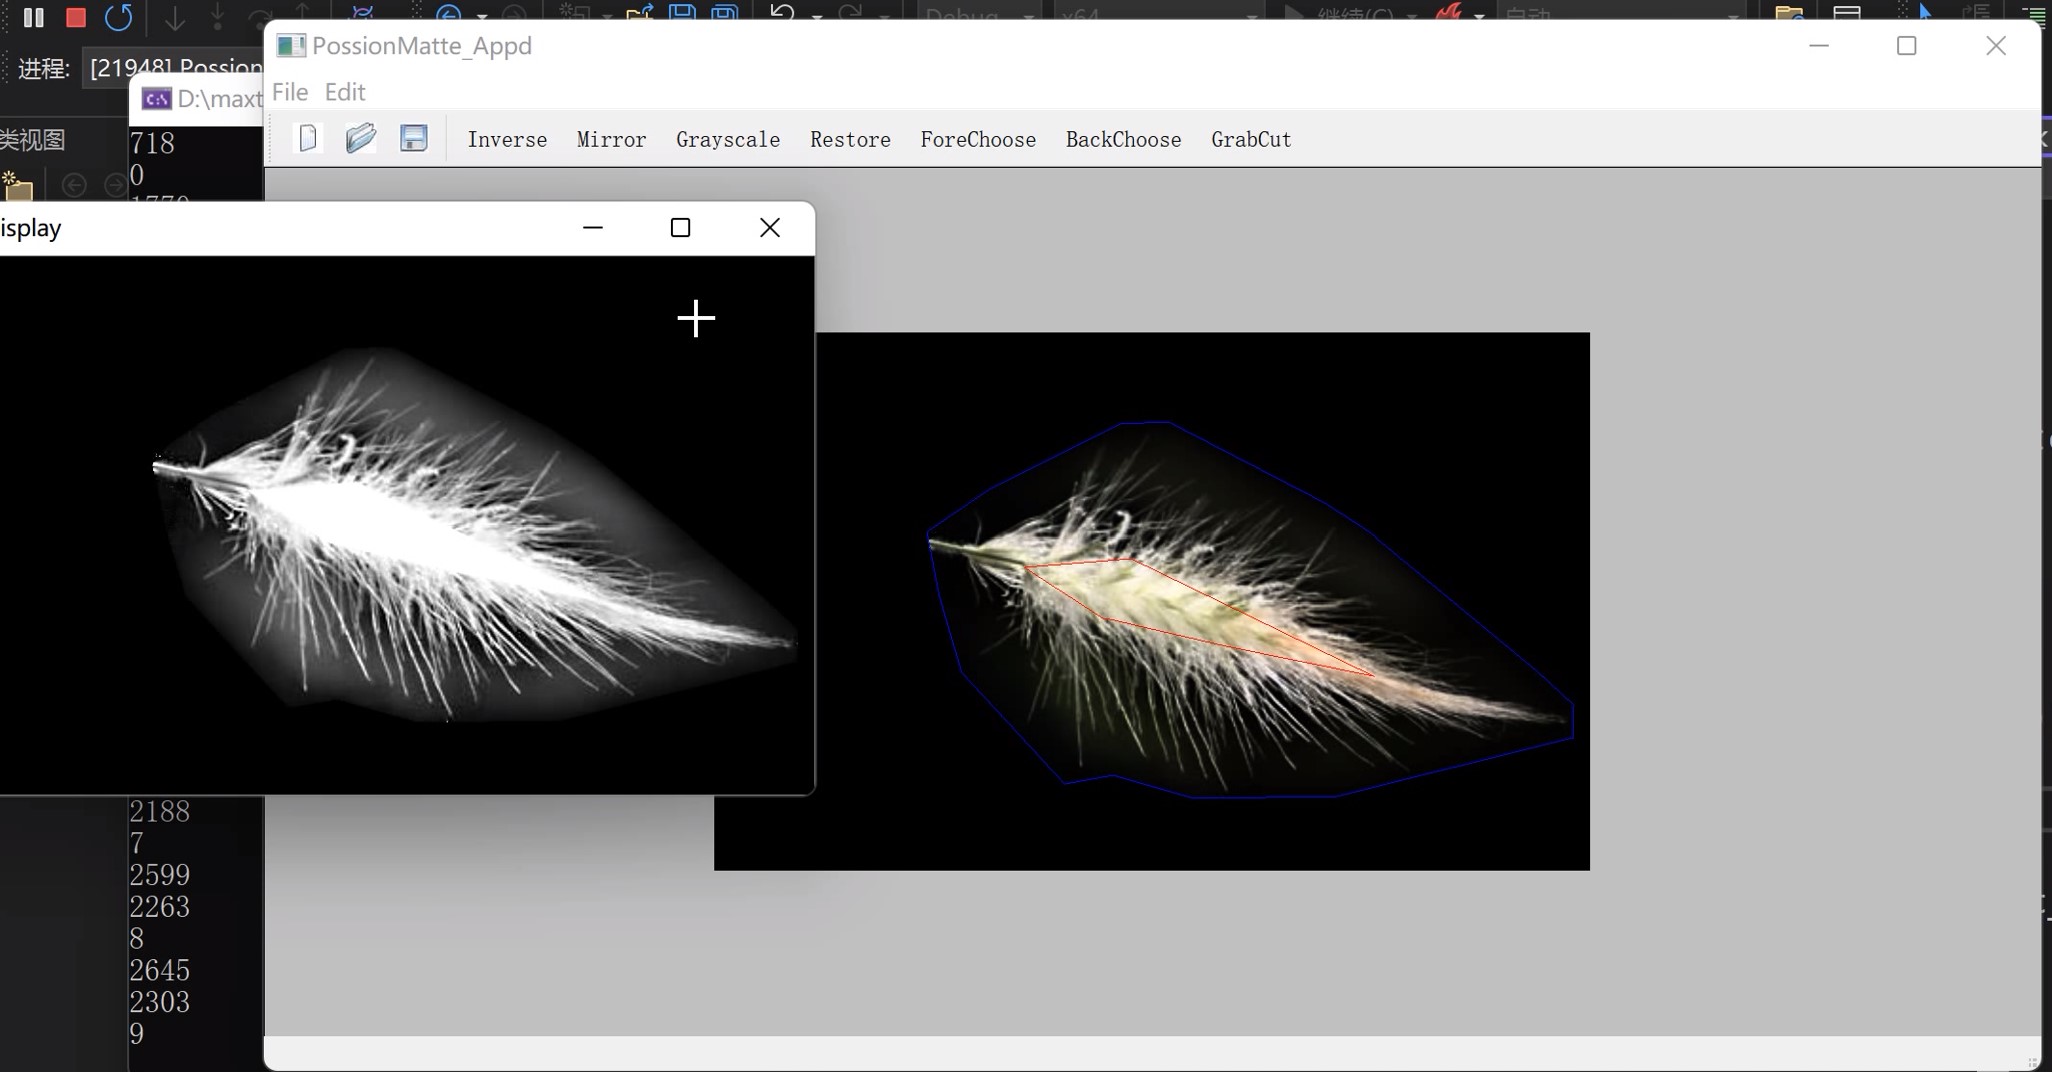 Debug
x64
继续(C)
自动
进程:
[21948] Possion
PossionMatte_Appd
File Edit
D:\maxt
类视图
Inverse Mirror Grayscale Restore ForeChoose BackChoose GrabCut
718
0
1770
isplay
2188
7
2599
2263
8
2645
2303
9